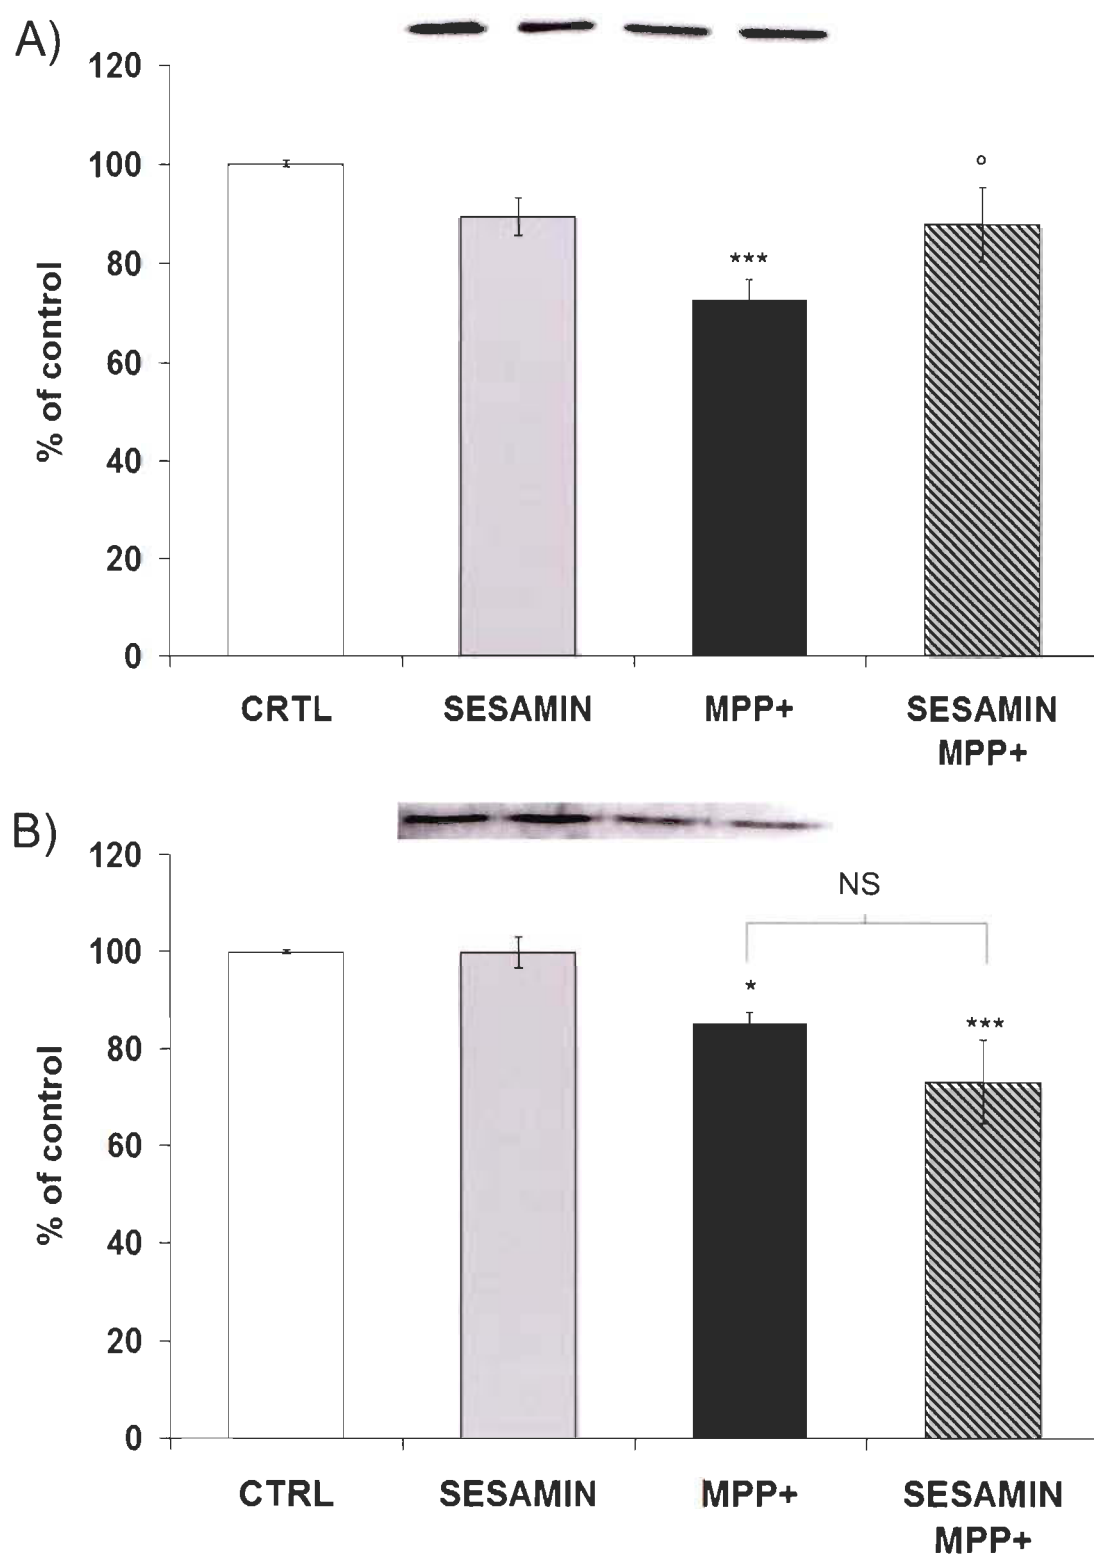 A)
120
100
80
60
40
20
0
% of control
***
°
CRTL
SESAMIN
MPP+
SESAMIN
MPP+
B)
120
100
80
60
40
20
0
% of control
NS
*
***
CTRL
SESAMIN
MPP+
SESAMIN
MPP+